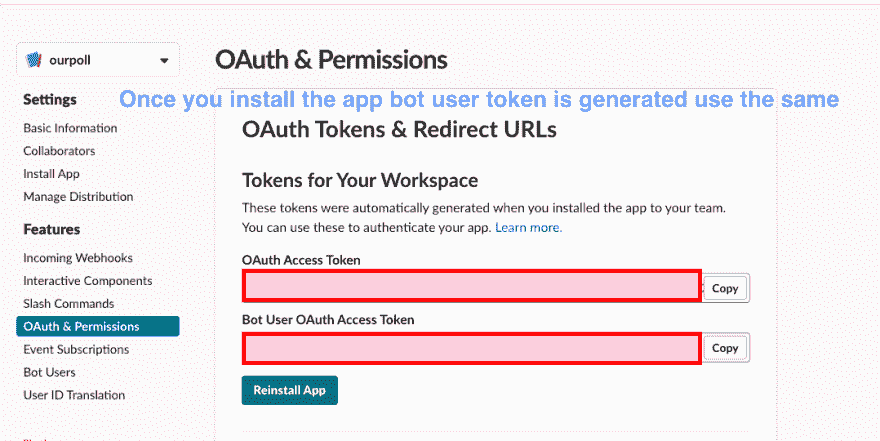 ourpoll
OAuth & Permissions
Settings
Once you install the app bot user token is generated use the same
Basic Information
Collaborators
Install App
Manage Distribution
Features
Incoming Webhooks
Interactive Components
Slash Commands
OAuth & Permissions
Event Subscriptions
Bot Users
User ID Translation
OAuth Tokens & Redirect URLs
Tokens for Your Workspace
These tokens were automatically generated when you installed the app to your team.
You can use these to authenticate your app. Learn more.
OAuth Access Token
Copy
Bot User OAuth Access Token
Copy
Reinstall App